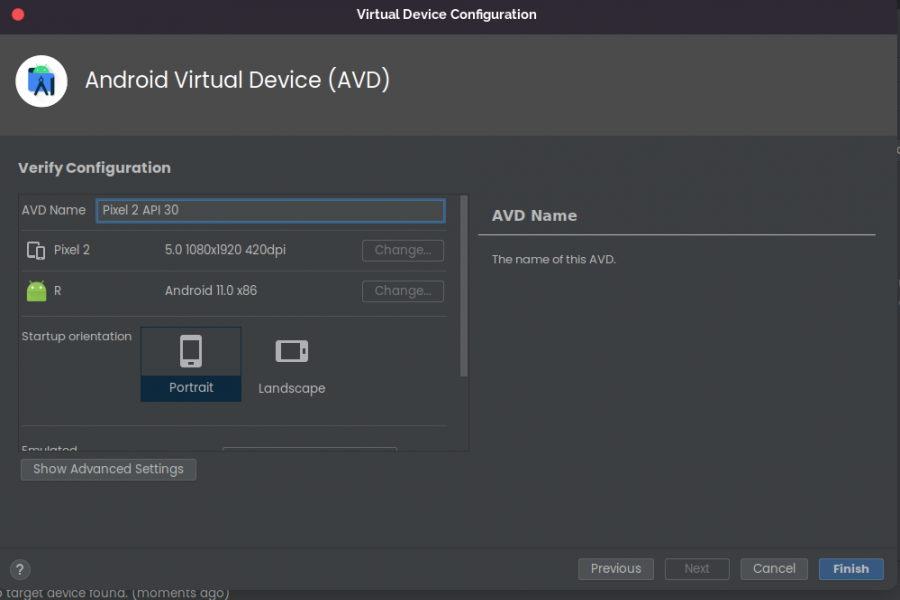 Virtual Device Configuration
Android Virtual Device (AVD)
Verify Configuration
AVD Name Pixel 2 API 30
Pixel 2 5.0 1080x1920 420dpi Change...
R Android 11.0 x86 Change...
Startup orientation
Portrait Landscape
Emulated
Show Advanced Settings
AVD Name
The name of this AVD.
? Previous Next Cancel Finish
target device found. (moments ago)